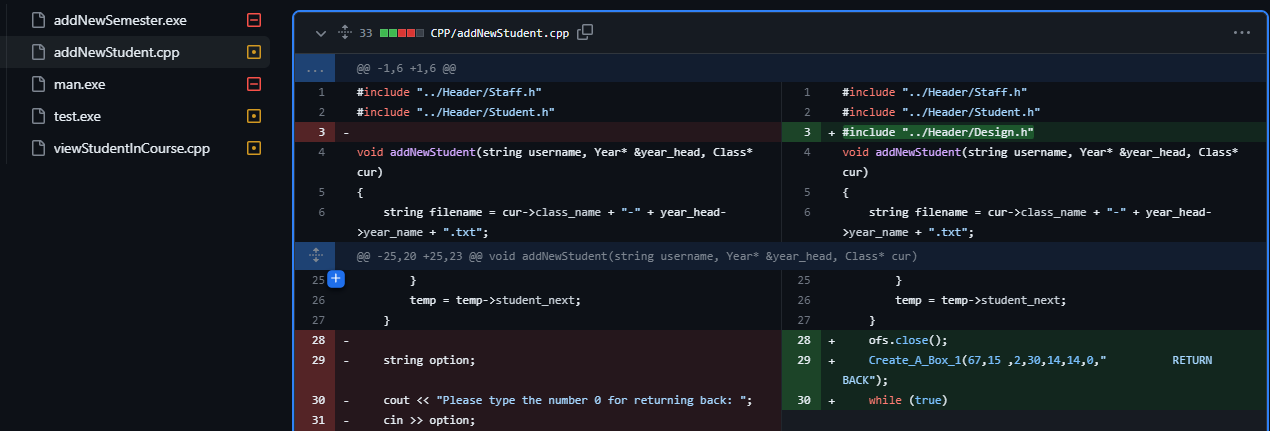 addNewSemester.exe
addNewStudent.cpp
man.exe
test.exe
viewStudentInCourse.cpp
33 CPP/addNewStudent.cpp
... @@ -1,6 +1,6 @@
1 #include "../Header/Staff.h"
2 #include "../Header/Student.h"
3 -
4 void addNewStudent(string username, Year* &year_head, Class*
cur)
5 {
6 string filename = cur->class_name + "-" + year_head-
>year_name + ".txt";
1 #include "../Header/Staff.h"
2 #include "../Header/Student.h"
3 + #include "../Header/Design.h"
4 void addNewStudent(string username, Year* &year_head, Class*
cur)
5 {
6 string filename = cur->class_name + "-" + year_head-
>year_name + ".txt";
@@ -25,20 +25,23 @@ void addNewStudent(string username, Year* &year_head, Class* cur)
25 }
26 temp = temp->student_next;
27 }
28 -
29 - string option;
30 - cout << "Please type the number 0 for returning back: ";
31 - cin >> option;
25 }
26 temp = temp->student_next;
27 }
28 + ofs.close();
29 + Create_A_Box_1(67,15 ,2,30,14,14,0," RETURN
BACK");
30 + while (true)